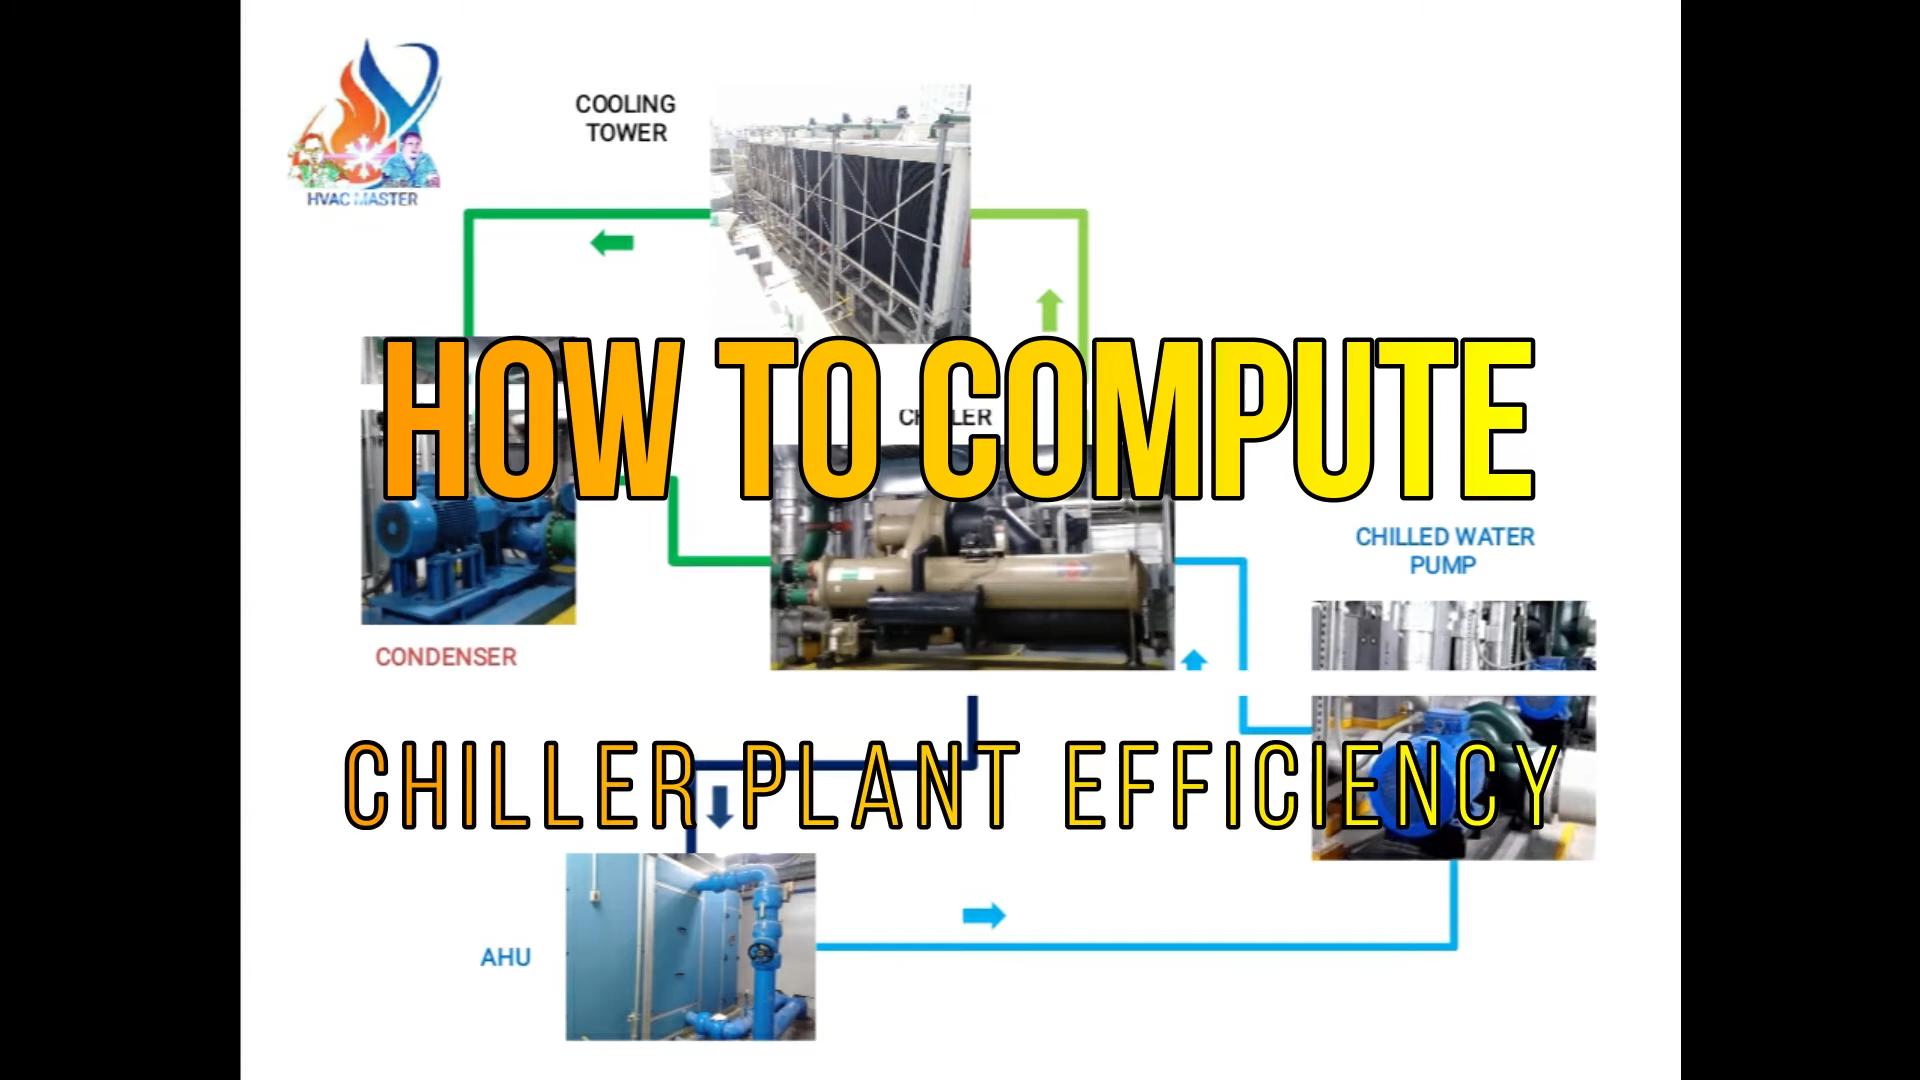 COOLING
TOWER
HVAC MASTER
HOW TO COMPUTE
CHILLED WATER
PUMP
CONDENSER
CHILLER PLANT EFFICIENCY
AHU